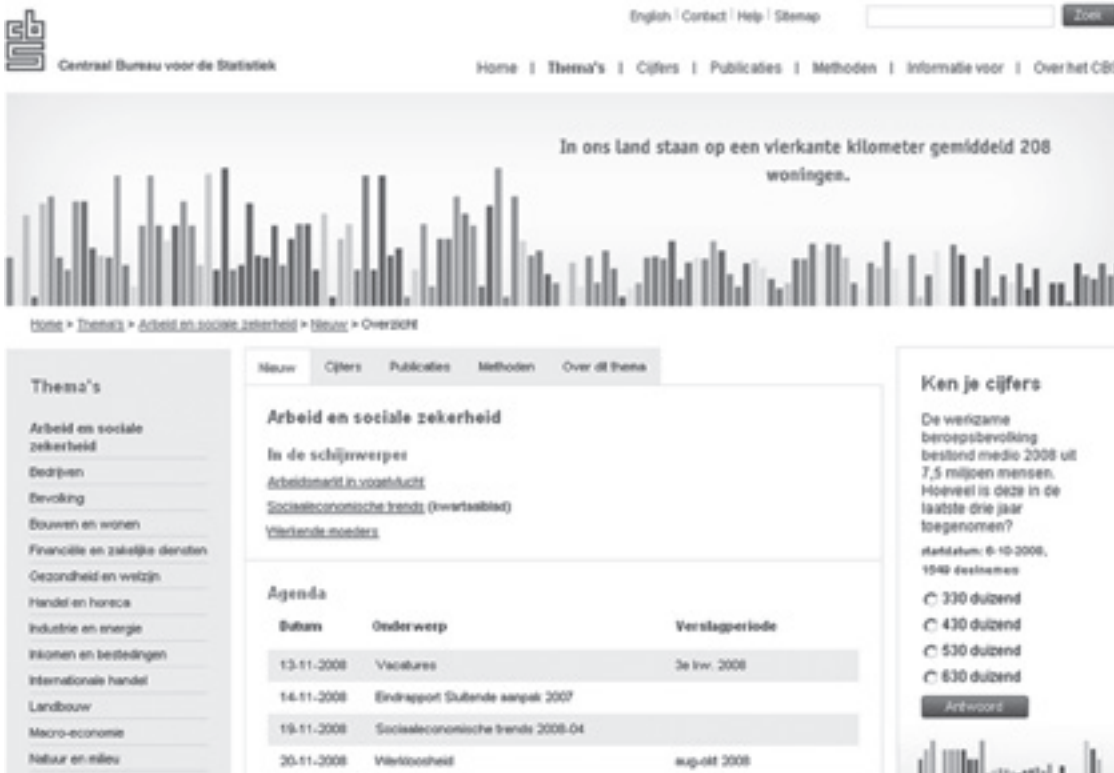 English | Contact | Help | Sitemap
Zoek
cbs
Centraal Bureau voor de Statistiek
Home | Thema's | Cijfers | Publicaties | Methoden | Informatie voor | Over het CBS
In ons land staan op een vierkante kilometer gemiddeld 208
woningen.
Home > Thema's > Arbeid en sociale zekerheid > Nieuw > Overzicht
Thema's
Arbeid en sociale
zekerheid
Bedrijven
Bevolking
Bouwen en wonen
Financiële en zakelijke diensten
Gezondheid en welzijn
Handel en horeca
Industrie en energie
Inkomen en bestedingen
Internationale handel
Landbouw
Macro-economie
Natuur en milieu
Nieuw Cijfers Publicaties Methoden Over dit thema
Arbeid en sociale zekerheid
In de schijnwerper
Arbeidsmarkt in vogelvlucht
Sociaaleconomische trends (kwartaalblad)
Werkende moeders
Agenda
Datum Onderwerp Verslagperiode
13-11-2008 Vacatures 3e kw. 2008
14-11-2008 Eindrapport Sluitende aanpak 2007
19-11-2008 Sociaaleconomische trends 2008-04
20-11-2008 Werkloosheid aug-okt 2008
Ken je cijfers
De werkzame
beroepsbevolking
bestond medio 2008 uit
7,5 miljoen mensen.
Hoeveel is deze in de
laatste drie jaar
toegenomen?
startdatum: 6-10-2008,
1549 deelnames
330 duizend
430 duizend
530 duizend
630 duizend
Antwoord